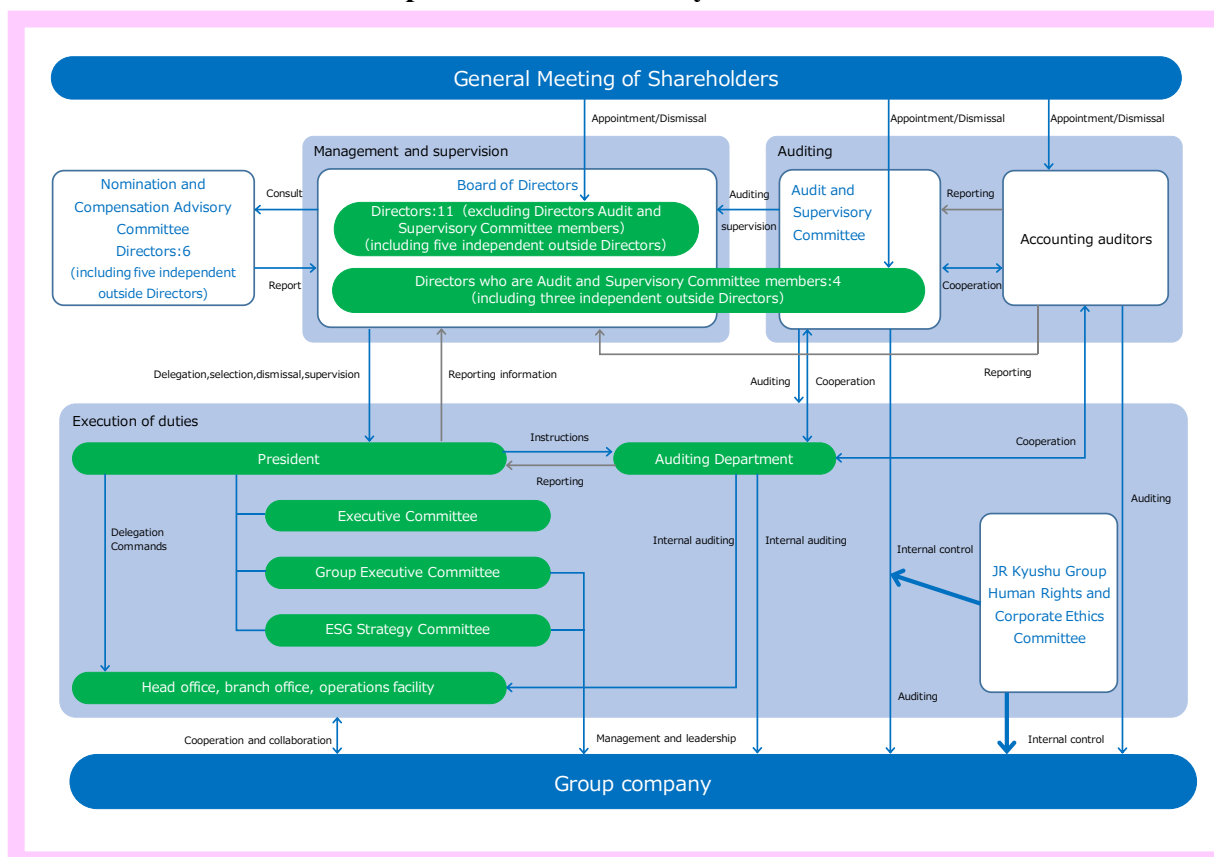 General Meeting of Shareholders
Appointment/Dismissal
Appointment/Dismissal
Appointment/Dismissal
Management and supervision
Auditing
Nomination and
Compensation Advisory
Committee
Directors:6
(including five independent
outside Directors)
Consult
Report
Board of Directors
Directors:11（excluding Directors Audit and
Supervisory Committee members)
(including five independent outside Directors)
Directors who are Audit and Supervisory Committee members:4
(including three independent outside Directors)
Auditing
supervision
Audit and
Supervisory
Committee
Reporting
Cooperation
Accounting auditors
Delegation,selection,dismissal,supervision
Reporting information
Auditing
Cooperation
Reporting
Execution of duties
President
Instructions
Reporting
Auditing Department
Cooperation
Auditing
Delegation
Commands
Executive Committee
Group Executive Committee
ESG Strategy Committee
Internal auditing
Internal auditing
Internal control
JR Kyushu Group
Human Rights and
Corporate Ethics
Committee
Head office, branch office, operations facility
Auditing
Cooperation and collaboration
Management and leadership
Internal control
Group company